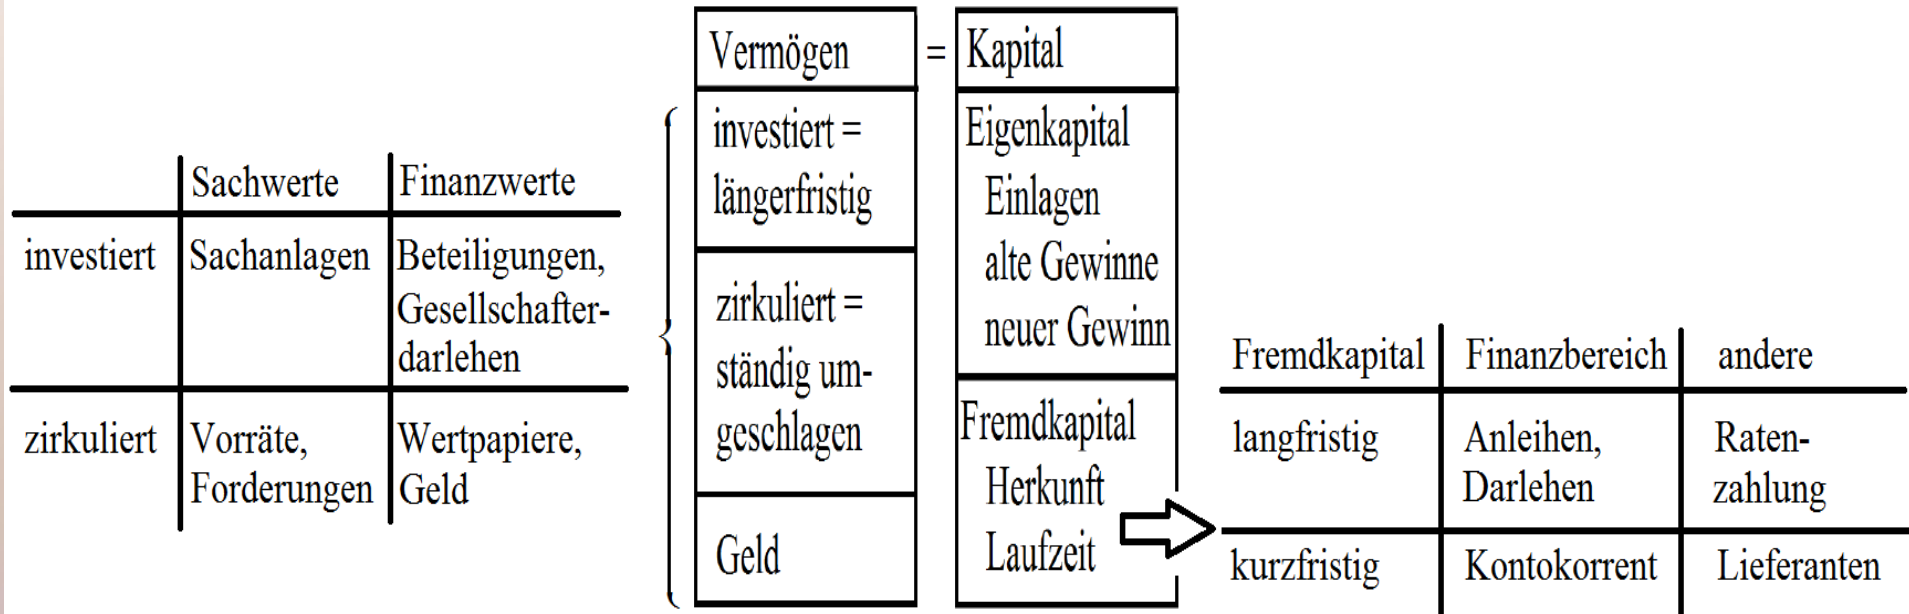 Sachwerte Finanzwerte
investiert Sachanlagen Beteiligungen,
Gesellschafter-
darlehen
zirkuliert Vorräte, Wertpapiere,
Forderungen Geld
Vermögen = Kapital
investiert =
längerfristig
zirkuliert =
ständig um-
geschlagen
Geld
Eigenkapital
Einlagen
alte Gewinne
neuer Gewinn
Fremdkapital
Herkunft
Laufzeit
Fremdkapital Finanzbereich andere
langfristig Anleihen, Raten-
Darlehen zahlung
kurzfristig Kontokorrent Lieferanten